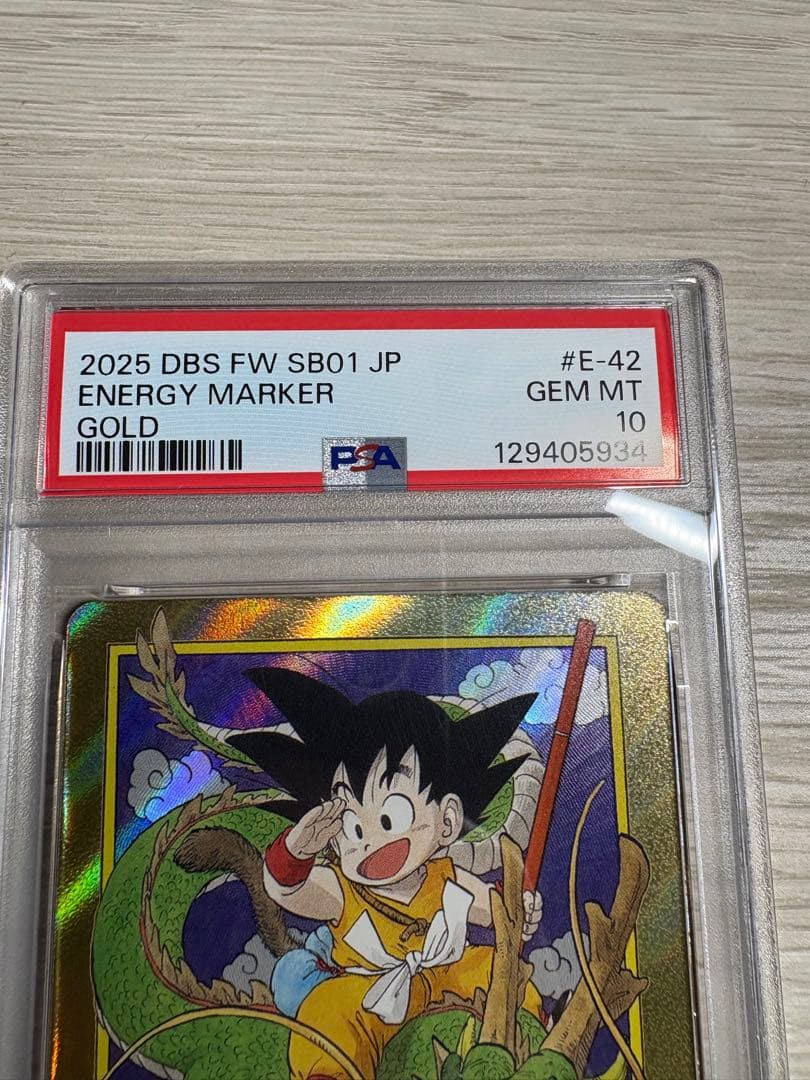 2025 DBS FW SB01 JP #E-42
ENERGY MARKER GEM MT
GOLD 10
PSA 129405934